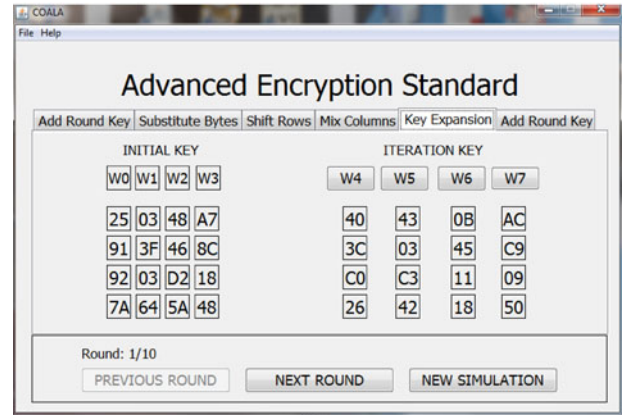 COALA
File Help
Advanced Encryption Standard
Add Round Key Substitute Bytes Shift Rows Mix Columns Key Expansion Add Round Key
INITIAL KEY ITERATION KEY
W0 W1 W2 W3 W4 W5 W6 W7
25 03 48 A7 40 43 0B AC
91 3F 46 8C 3C 03 45 C9
92 03 D2 18 C0 C3 11 09
7A 64 5A 48 26 42 18 50
Round: 1/10
PREVIOUS ROUND NEXT ROUND NEW SIMULATION